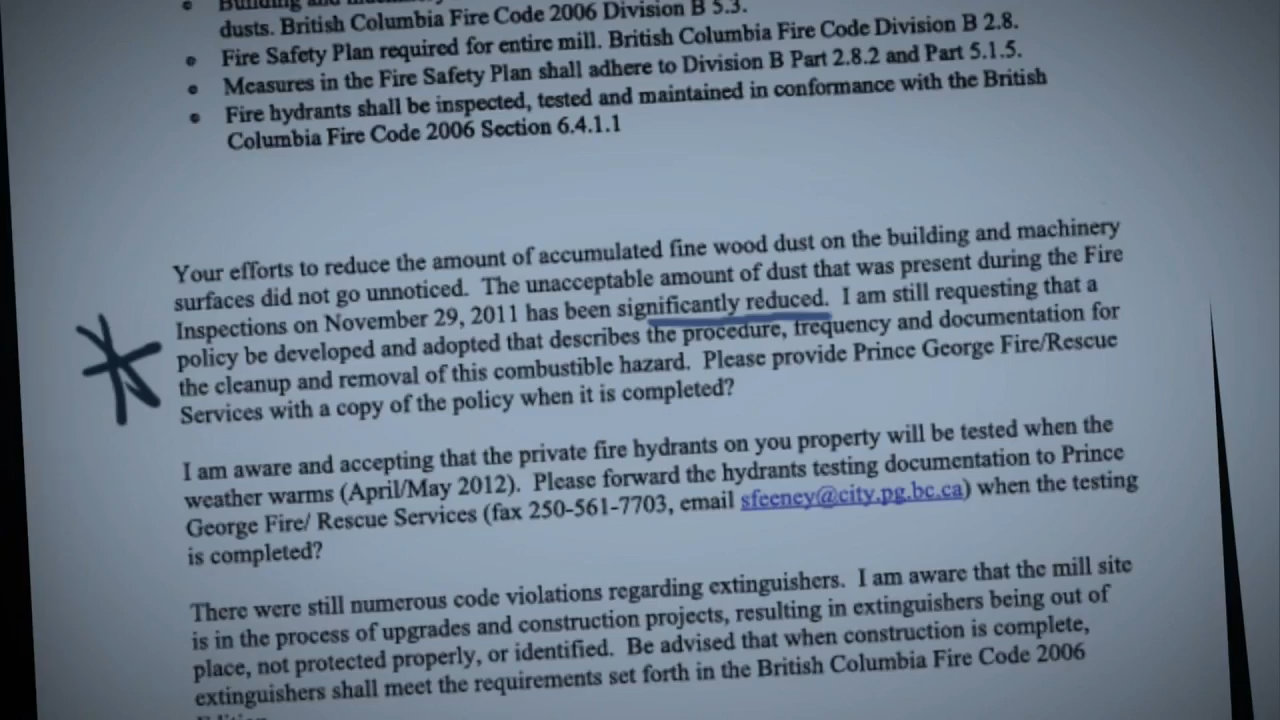 Building and
dusts. British Columbia Fire Code 2006 Division B 5.3.
• Fire Safety Plan required for entire mill. British Columbia Fire Code Division B 2.8.
• Measures in the Fire Safety Plan shall adhere to Division B Part 2.8.2 and Part 5.1.5.
• Fire hydrants shall be inspected, tested and maintained in conformance with the British
Columbia Fire Code 2006 Section 6.4.1.1
Your efforts to reduce the amount of accumulated fine wood dust on the building and machinery
surfaces did not go unnoticed. The unacceptable amount of dust that was present during the Fire
Inspections on November 29, 2011 has been significantly reduced. I am still requesting that a
policy be developed and adopted that describes the procedure, frequency and documentation for
the cleanup and removal of this combustible hazard. Please provide Prince George Fire/Rescue
Services with a copy of the policy when it is completed?
I am aware and accepting that the private fire hydrants on you property will be tested when the
weather warms (April/May 2012). Please forward the hydrants testing documentation to Prince
George Fire/ Rescue Services (fax 250-561-7703, email sfeeney@city.pg.bc.ca) when the testing
is completed?
There were still numerous code violations regarding extinguishers. I am aware that the mill site
is in the process of upgrades and construction projects, resulting in extinguishers being out of
place, not protected properly, or identified. Be advised that when construction is complete,
extinguishers shall meet the requirements set forth in the British Columbia Fire Code 2006